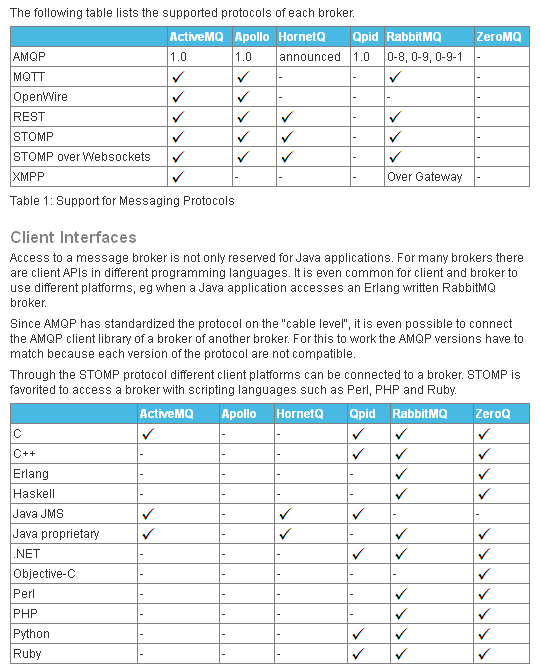 The following table lists the supported protocols of each broker.
ActiveMQ Apollo HornetQ Qpid RabbitMQ ZeroMQ
AMQP 1.0 1.0 announced 1.0 0-8, 0-9, 0-9-1 -
MQTT ✓ ✓ - - ✓ -
OpenWire ✓ ✓ - - - -
REST ✓ ✓ ✓ - ✓ -
STOMP ✓ ✓ ✓ - ✓ -
STOMP over Websockets ✓ ✓ ✓ - ✓ -
XMPP ✓ - - - Over Gateway -
Table 1: Support for Messaging Protocols
Client Interfaces
Access to a message broker is not only reserved for Java applications. For many brokers there
are client APIs in different programming languages. It is even common for client and broker to
use different platforms, eg when a Java application accesses an Erlang written RabbitMQ
broker.
Since AMQP has standardized the protocol on the "cable level", it is even possible to connect
the AMQP client library of a broker of another broker. For this to work the AMQP versions have to
match because each version of the protocol are not compatible.
Through the STOMP protocol different client platforms can be connected to a broker. STOMP is
favorited to access a broker with scripting languages such as Perl, PHP and Ruby.
ActiveMQ Apollo HornetQ Qpid RabbitMQ ZeroQ
C ✓ - - ✓ ✓ ✓
C++ - - - ✓ ✓ ✓
Erlang - - - - ✓ ✓
Haskell - - - - ✓ ✓
Java JMS ✓ - ✓ ✓ - -
Java proprietary ✓ - ✓ - ✓ ✓
.NET - - - ✓ ✓ ✓
Objective-C - - - - - ✓
Perl - - - - ✓ ✓
PHP - - - - ✓ ✓
Python - - - ✓ ✓ ✓
Ruby - - - ✓ ✓ ✓